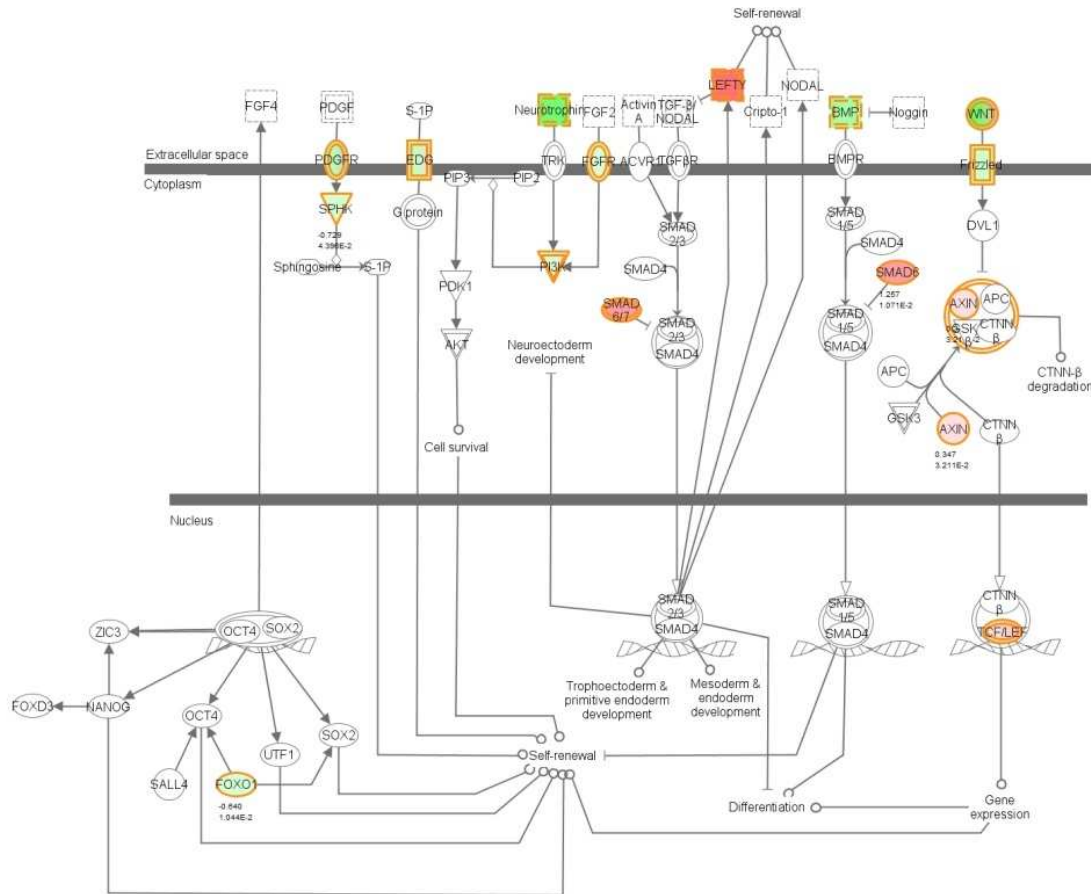 Self-renewal
FGF4
PDGF
S-1P
Neurotrophin
FGF2
Activin
A
TGF-β/
NODAL
LEFTY
Cripto-1
NODAL
BMP
Noggin
WNT
Extracellular space
Cytoplasm
PDGFR
EDG
TRK
FGFR
ACVR1
TGFβR
BMPR
Frizzled
PIP3
PIP2
SPHK
-0.729
4.396E-2
G protein
SMAD
2/3
SMAD
1/5
DVL1
Sphingosine
S-1P
PDK1
PI3K
SMAD4
SMAD4
SMAD6
1.257
1.071E-2
AKT
SMAD
6/7
SMAD
2/3
SMAD4
SMAD
1/5
SMAD4
AXIN
APC
GSK
β
CTNN
β
Neuroectoderm
development
CTNN-β
degradation
APC
GSK3
AXIN
0.347
3.211E-2
CTNN
β
Cell survival
Nucleus
ZIC3
OCT4
SOX2
SMAD
2/3
SMAD4
SMAD
1/5
SMAD4
CTNN
β
TCF/LEF
FOXD3
NANOG
OCT4
UTF1
SOX2
Trophoectoderm &
primitive endoderm
development
Mesoderm &
endoderm
development
SALL4
FOXO1
-0.640
1.044E-2
Self-renewal
Differentiation
Gene
expression